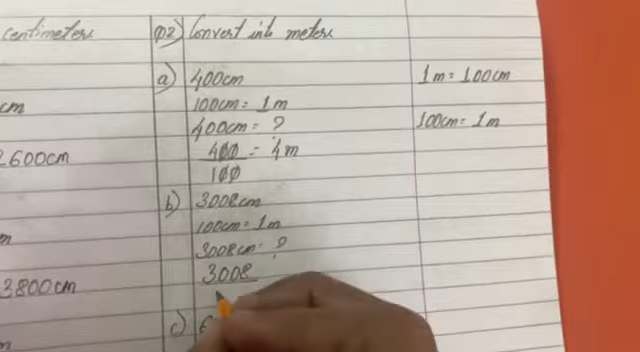 centimeters
cm
2600cm
m
3800cm
m
Q2) Convert into meters
a) 400cm
100cm = 1m
400cm = ?
400 = 4m
100
b) 3008cm
100cm = 1m
3008cm = ?
3008
c) 6
1m = 100cm
100cm = 1m